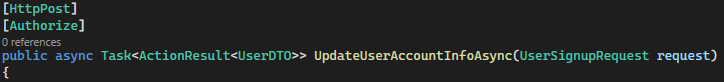 [HttpPost]
[Authorize]
0 references
public async Task<ActionResult<UserDTO>> UpdateUserAccountInfoAsync(UserSignupRequest request)
{